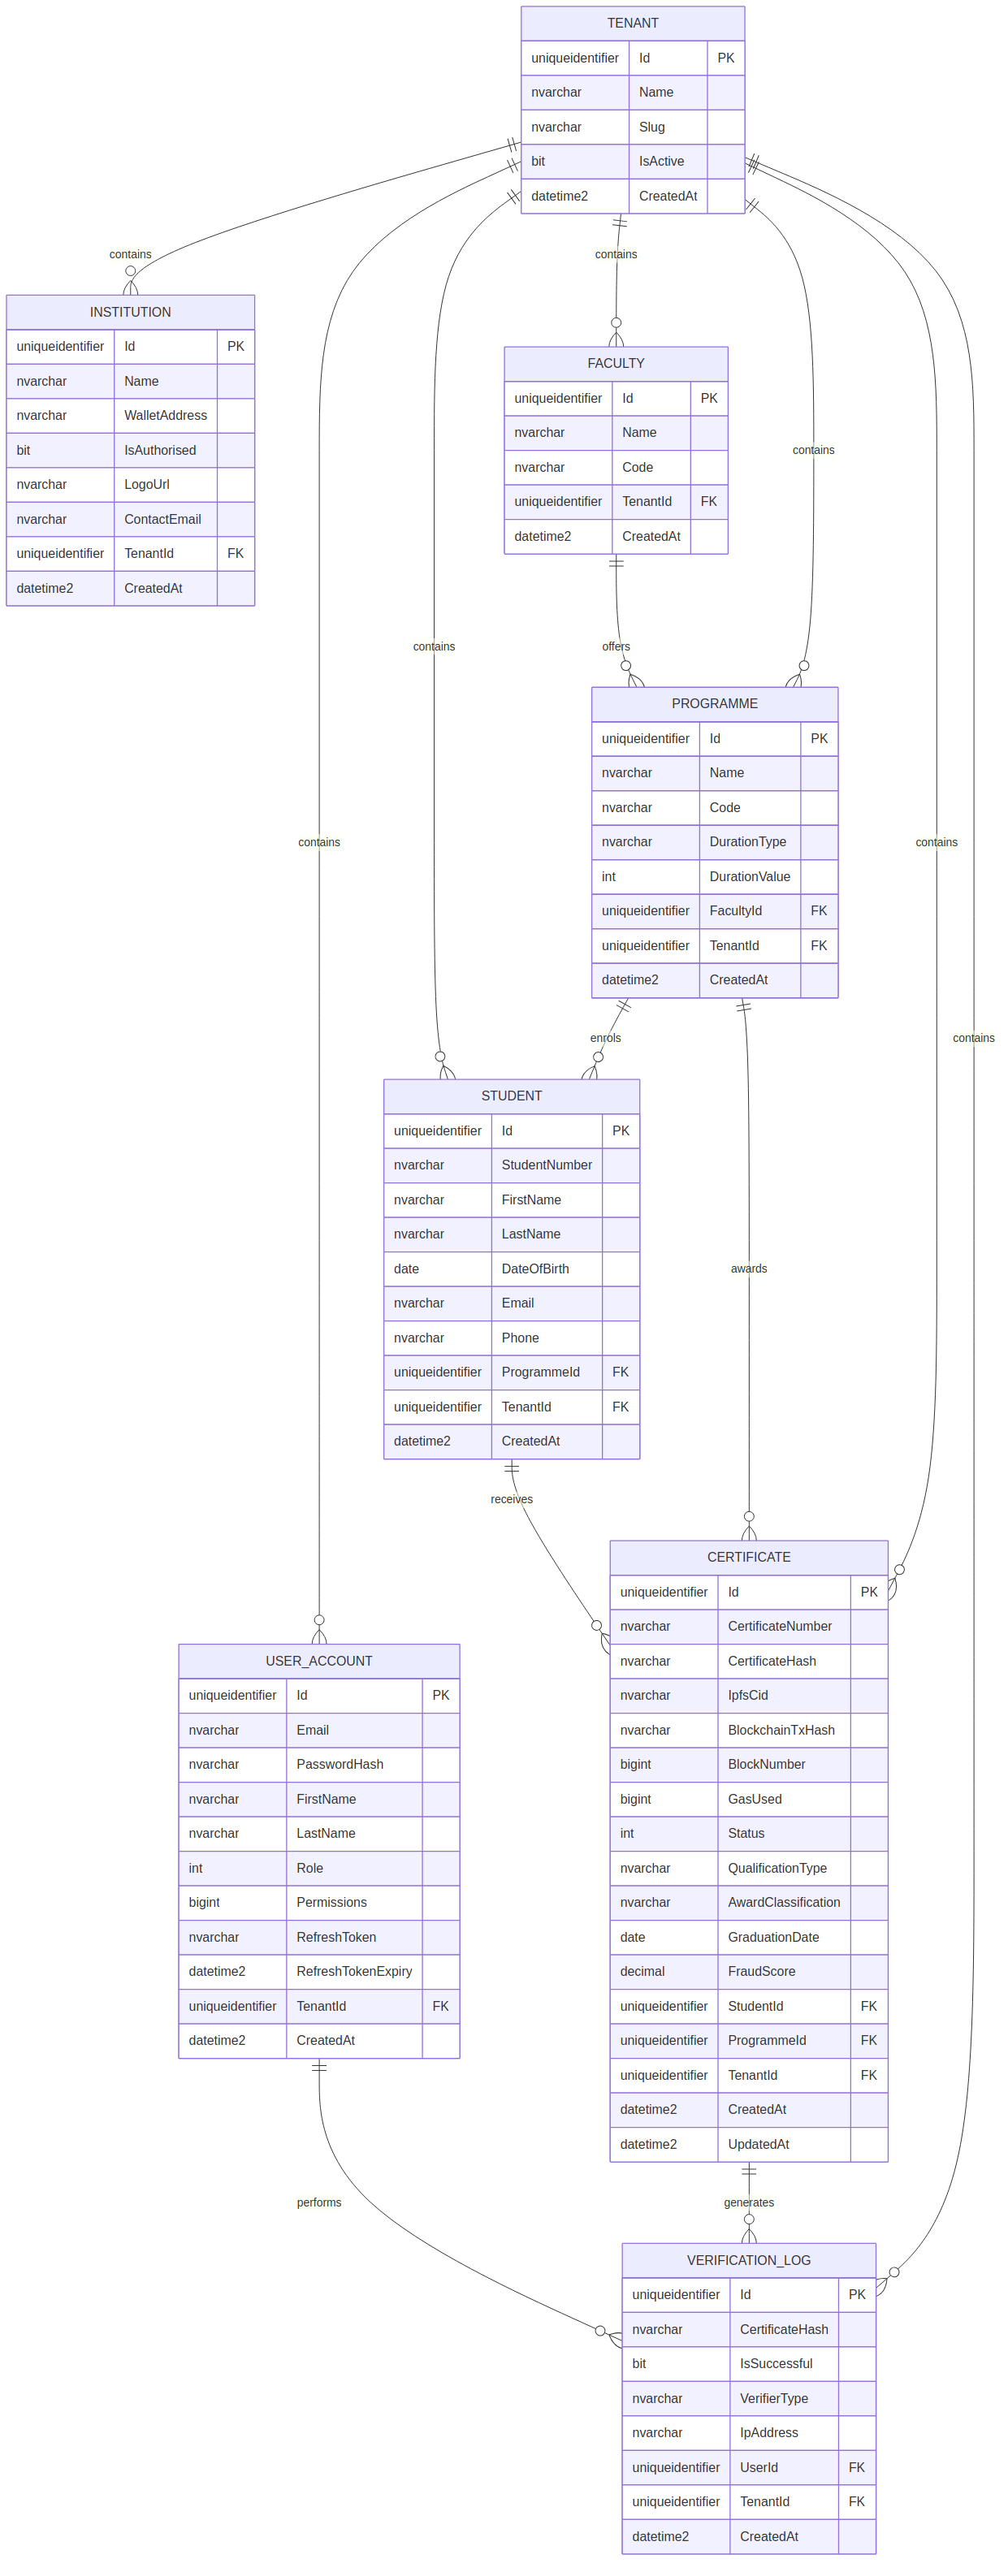 TENANT
uniqueidentifier Id PK
nvarchar Name
nvarchar Slug
bit IsActive
datetime2 CreatedAt
contains
contains
INSTITUTION
uniqueidentifier Id PK
nvarchar Name
nvarchar WalletAddress
bit IsAuthorised
nvarchar LogoUrl
nvarchar ContactEmail
uniqueidentifier TenantId FK
datetime2 CreatedAt
FACULTY
uniqueidentifier Id PK
nvarchar Name
nvarchar Code
uniqueidentifier TenantId FK
datetime2 CreatedAt
contains
contains
offers
PROGRAMME
uniqueidentifier Id PK
nvarchar Name
nvarchar Code
nvarchar DurationType
int DurationValue
uniqueidentifier FacultyId FK
uniqueidentifier TenantId FK
datetime2 CreatedAt
contains
contains
enrols
contains
STUDENT
uniqueidentifier Id PK
nvarchar StudentNumber
nvarchar FirstName
nvarchar LastName
date DateOfBirth
nvarchar Email
nvarchar Phone
uniqueidentifier ProgrammeId FK
uniqueidentifier TenantId FK
datetime2 CreatedAt
awards
receives
CERTIFICATE
uniqueidentifier Id PK
nvarchar CertificateNumber
nvarchar CertificateHash
nvarchar IpfsCid
nvarchar BlockchainTxHash
bigint BlockNumber
bigint GasUsed
int Status
nvarchar QualificationType
nvarchar AwardClassification
date GraduationDate
decimal FraudScore
uniqueidentifier StudentId FK
uniqueidentifier ProgrammeId FK
uniqueidentifier TenantId FK
datetime2 CreatedAt
datetime2 UpdatedAt
USER_ACCOUNT
uniqueidentifier Id PK
nvarchar Email
nvarchar PasswordHash
nvarchar FirstName
nvarchar LastName
int Role
bigint Permissions
nvarchar RefreshToken
datetime2 RefreshTokenExpiry
uniqueidentifier TenantId FK
datetime2 CreatedAt
performs
generates
VERIFICATION_LOG
uniqueidentifier Id PK
nvarchar CertificateHash
bit IsSuccessful
nvarchar VerifierType
nvarchar IpAddress
uniqueidentifier UserId FK
uniqueidentifier TenantId FK
datetime2 CreatedAt